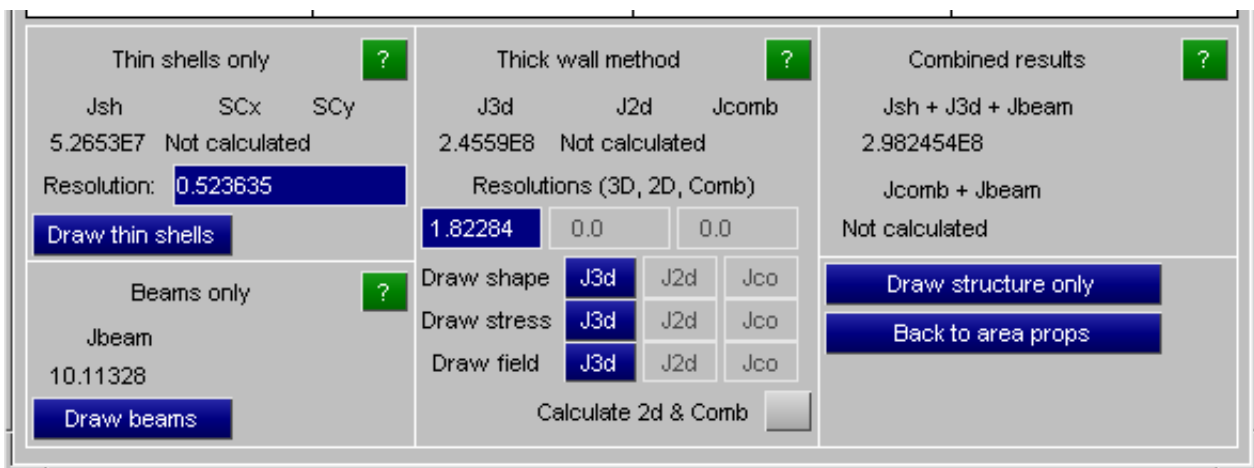 Thin shells only ?
Jsh SCx SCy
5.2653E7 Not calculated
Resolution: 0.523635
Draw thin shells
Beams only ?
Jbeam
10.11328
Draw beams
Thick wall method ?
J3d J2d Jcomb
2.4559E8 Not calculated
Resolutions (3D, 2D, Comb)
1.82284 0.0 0.0
Draw shape J3d J2d Jco
Draw stress J3d J2d Jco
Draw field J3d J2d Jco
Calculate 2d & Comb
Combined results ?
Jsh + J3d + Jbeam
2.982454E8
Jcomb + Jbeam
Not calculated
Draw structure only
Back to area props